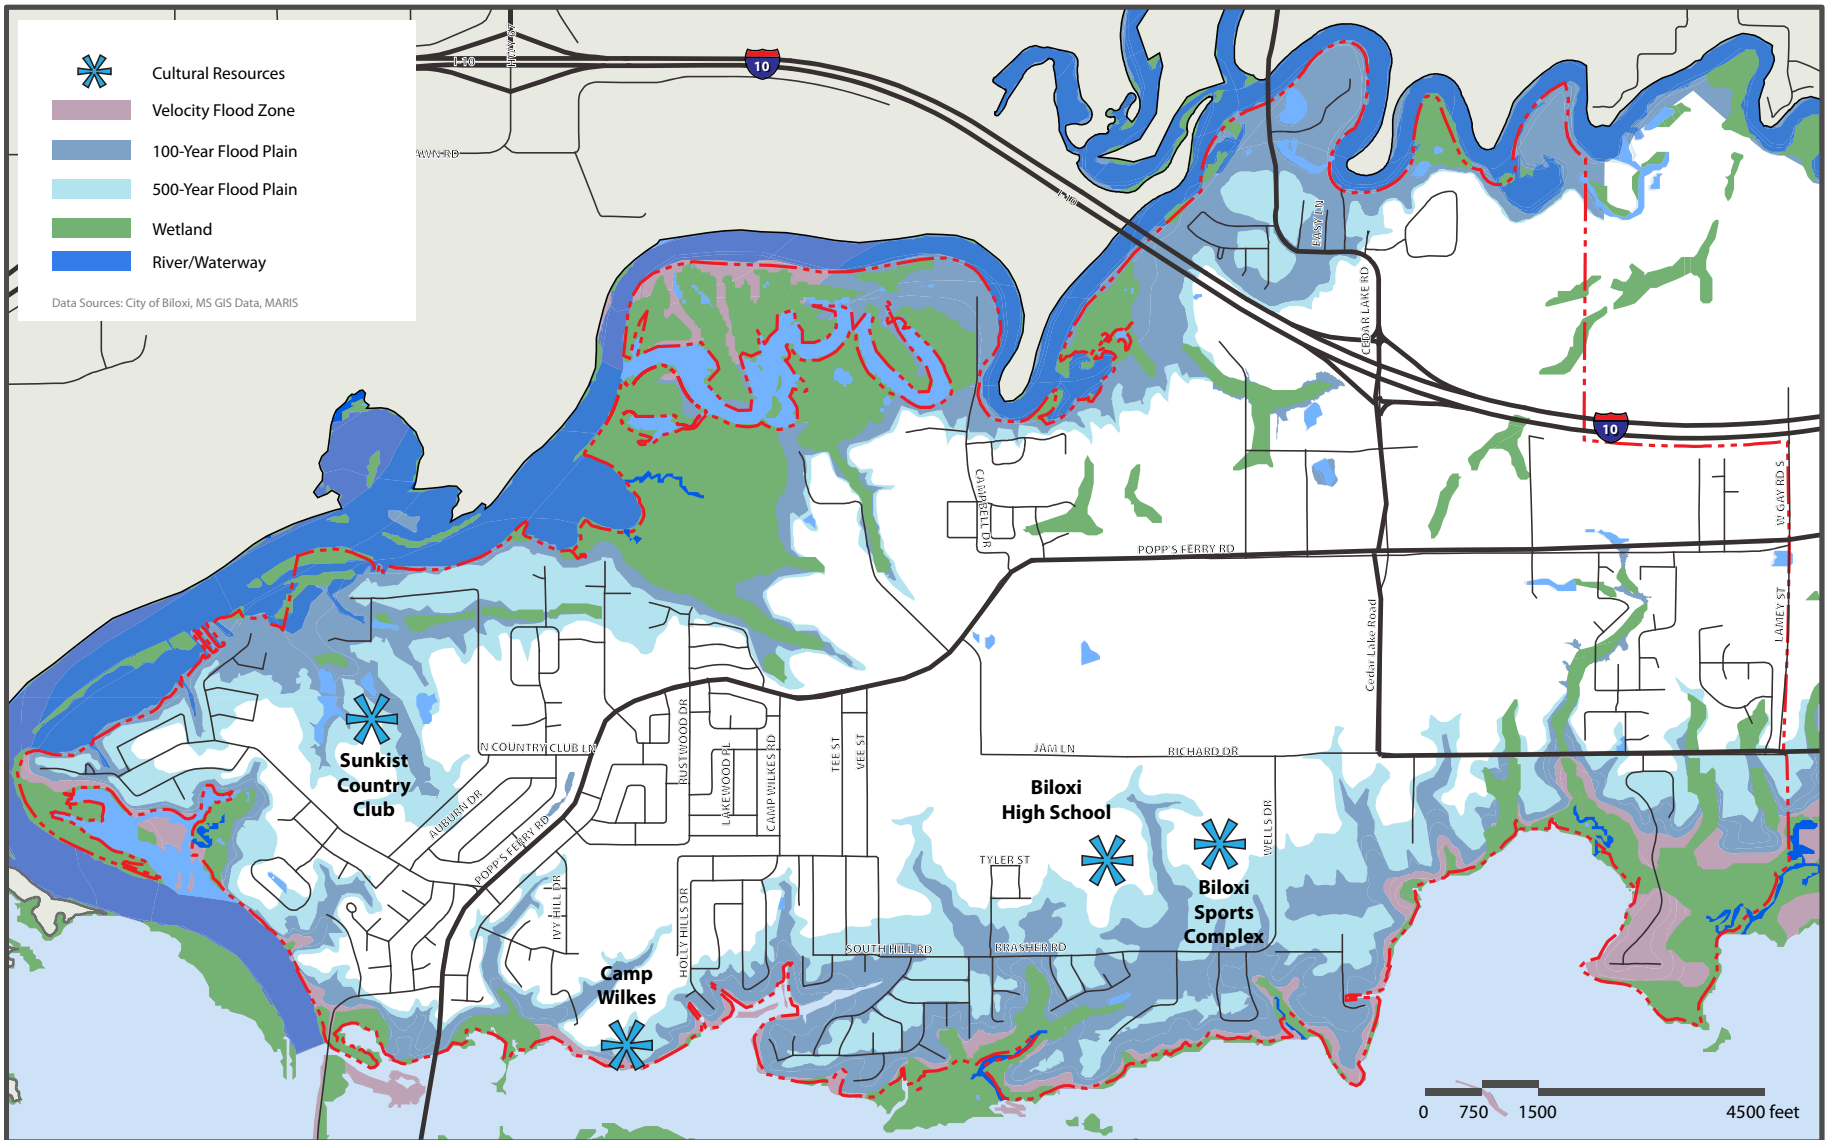 Cultural Resources
Velocity Flood Zone
100-Year Flood Plain
500-Year Flood Plain
Wetland
River/Waterway
Data Sources: City of Biloxi, MS GIS Data, MARIS
I-10
10
I-10
EASY LN
CEDAR LAKE RD
10
CAMPBELL DR
W GAY RD S
POPP'S FERRY RD
LAMEY ST
Cedar Lake Road
Sunkist
Country
Club
N COUNTRY CLUB LN
RUSTWOOD DR
LAKEWOOD PL
CAMP WILKES RD
TEE ST
VEE ST
JAM LN
RICHARD DR
AUBURN DR
POPP'S FERRY RD
Biloxi
High School
WELLS DR
TYLER ST
Biloxi
Sports
Complex
IVY HILL DR
HOLLY HILLS DR
SOUTH HILL RD
BRASHER RD
Camp
Wilkes
0 750 1500 4500 feet